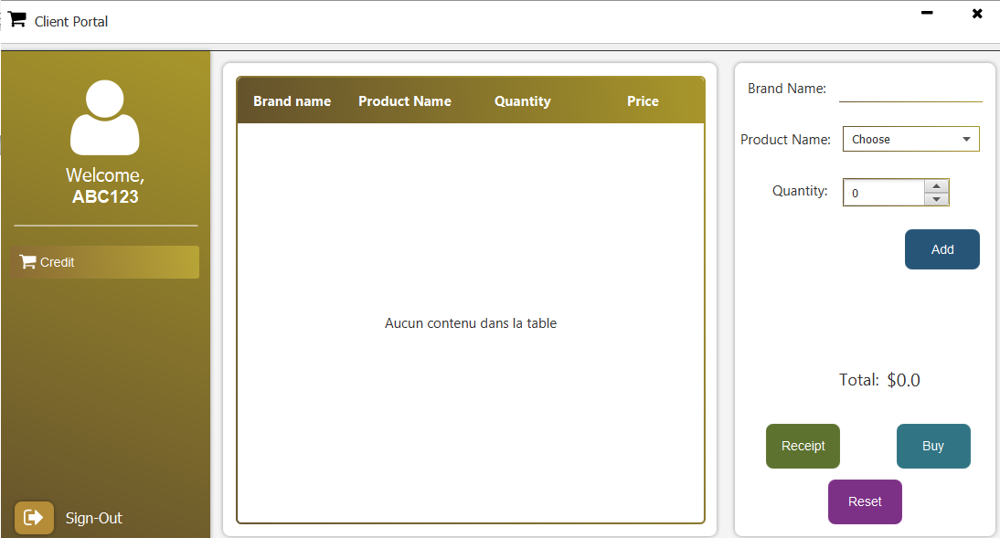 Client Portal
Welcome,
ABC123
Credit
Sign-Out
Brand name Product Name Quantity Price
Aucun contenu dans la table
Brand Name:
Product Name: Choose
Quantity: 0
Add
Total: $0.0
Receipt Buy
Reset